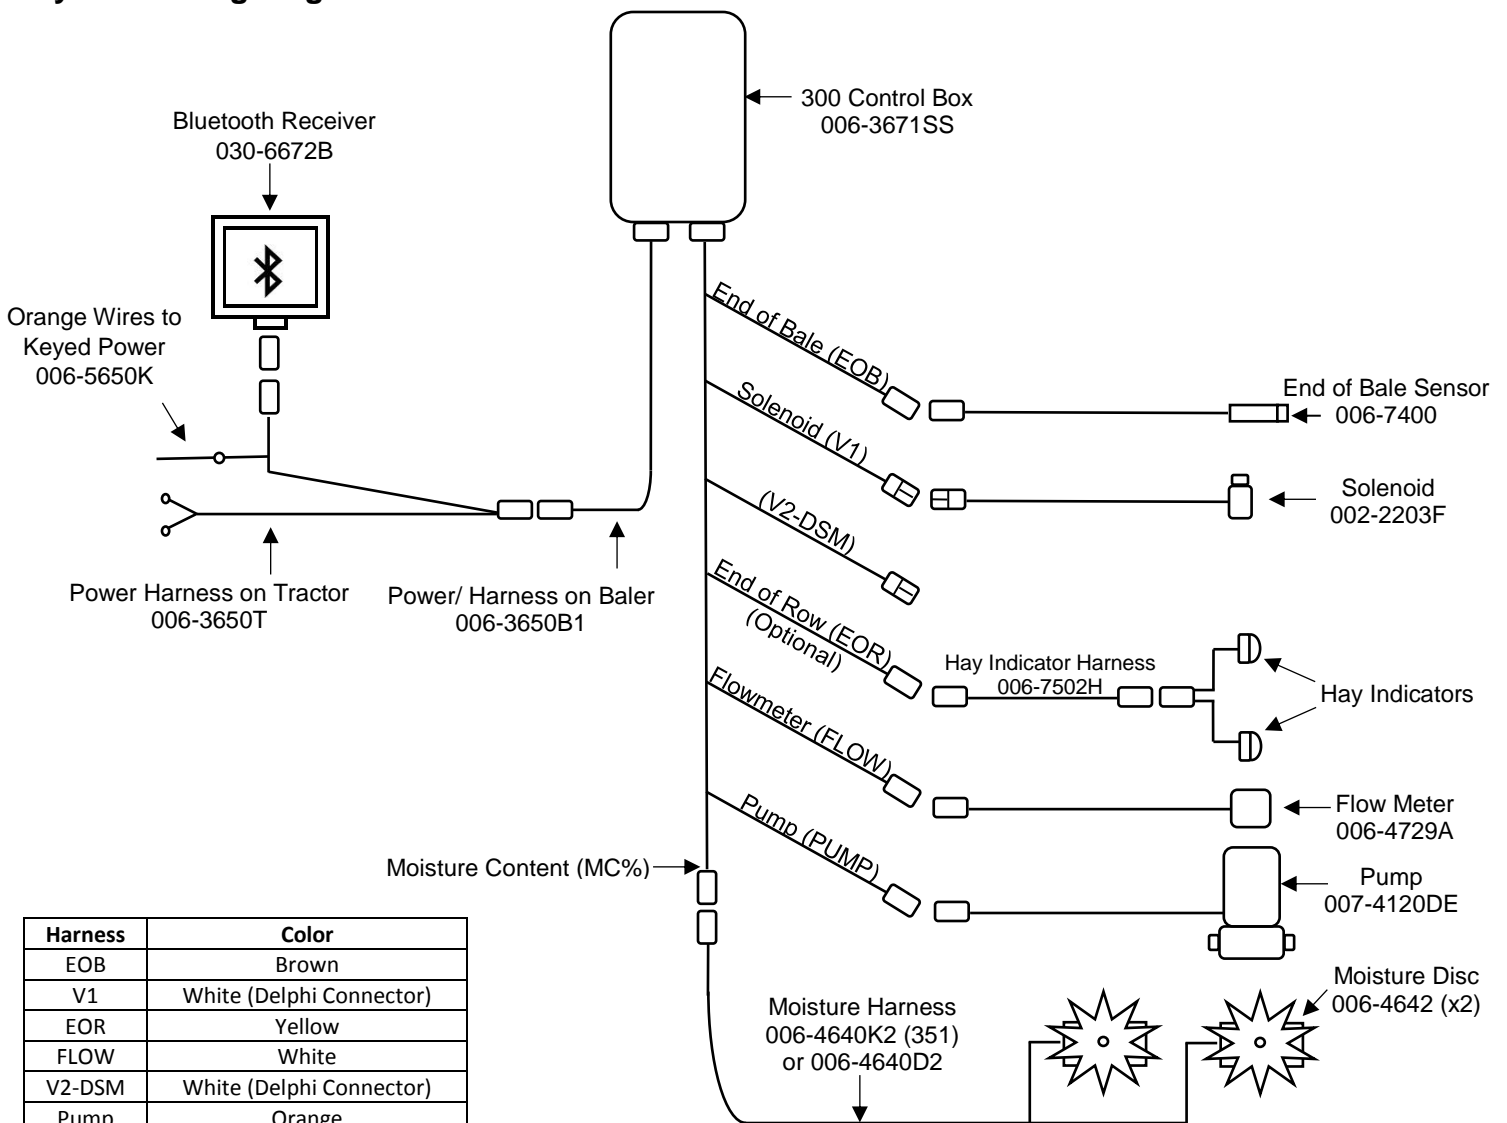 300 Control Box
006-3671SS
Bluetooth Receiver
030-6672B
Orange Wires to
Keyed Power
006-5650K
Power Harness on Tractor
006-3650T
Power/ Harness on Baler
006-3650B1
End of Bale (EOB)
End of Bale Sensor
006-7400
Solenoid (V1)
Solenoid
002-2203F
(V2-DSM)
End of Row (EOR)
(Optional)
Hay Indicator Harness
006-7502H
Hay Indicators
Flowmeter (FLOW)
Flow Meter
006-4729A
Pump (PUMP)
Pump
007-4120DE
Moisture Content (MC%)
Moisture Harness
006-4640K2 (351)
or 006-4640D2
Moisture Disc
006-4642 (x2)
Harness Color
EOB Brown
V1 White (Delphi Connector)
EOR Yellow
FLOW White
V2-DSM White (Delphi Connector)
Pump Orange